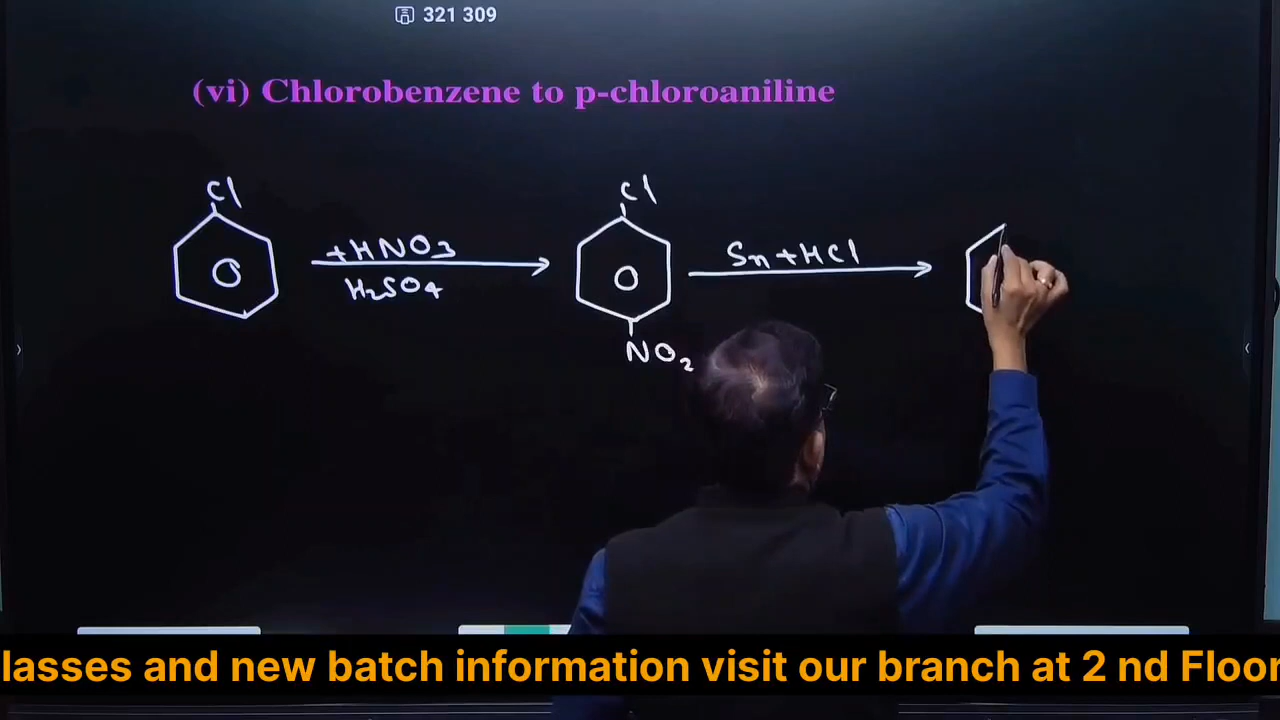 321 309
(vi) Chlorobenzene to p-chloroaniline
Cl
+HNO3
H2SO4
Cl
NO2
Sn+HCl
lasses and new batch information visit our branch at 2 nd Floor